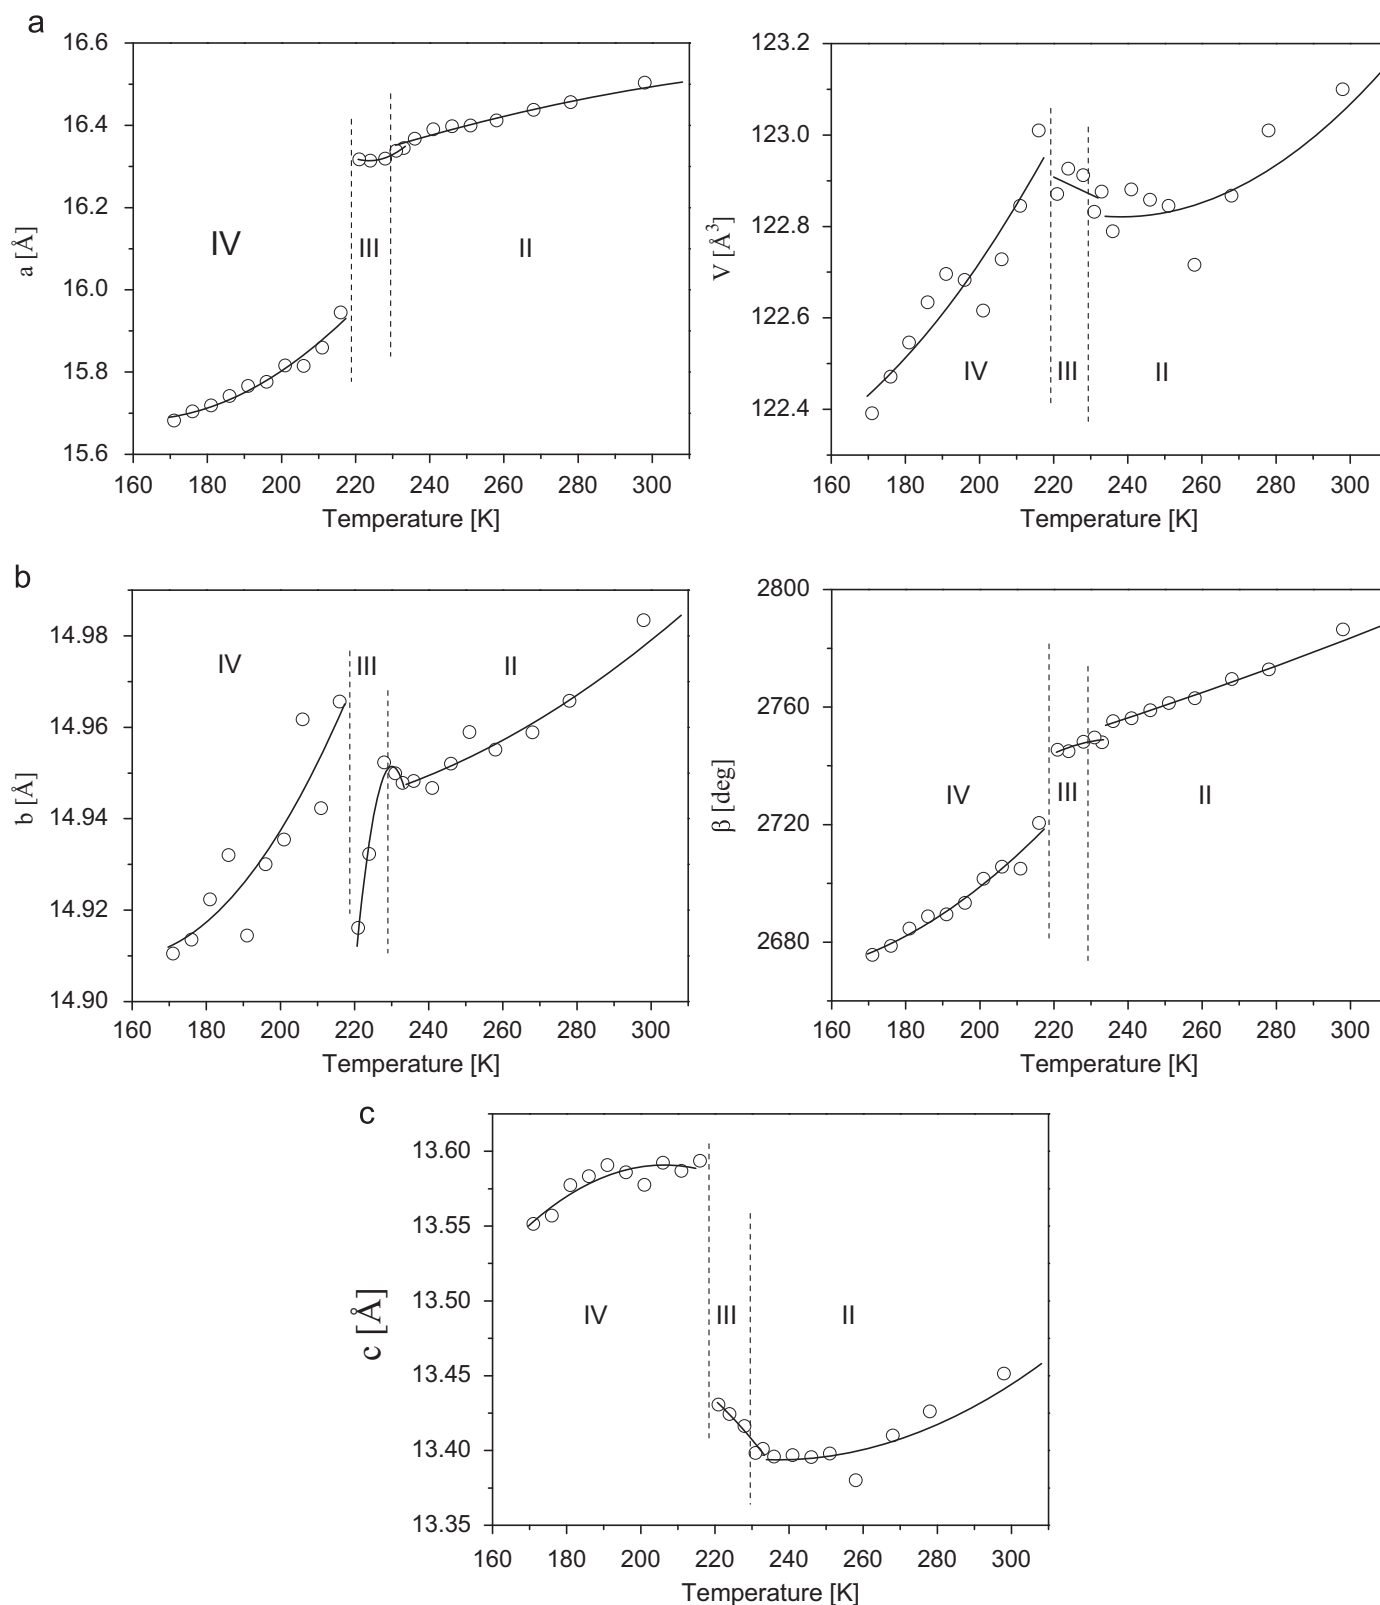 a
16.6
16.4
16.2
16.0
15.8
15.6
a [Å]
IV
III
II
160 180 200 220 240 260 280 300
Temperature [K]
123.2
123.0
122.8
122.6
122.4
V [Å³]
IV
III
II
160 180 200 220 240 260 280 300
Temperature [K]
b
14.98
14.96
14.94
14.92
14.90
b [Å]
IV
III
II
160 180 200 220 240 260 280 300
Temperature [K]
2800
2760
2720
2680
β [deg]
IV
III
II
160 180 200 220 240 260 280 300
Temperature [K]
c
13.60
13.55
13.50
13.45
13.40
13.35
c [Å]
IV
III
II
160 180 200 220 240 260 280 300
Temperature [K]